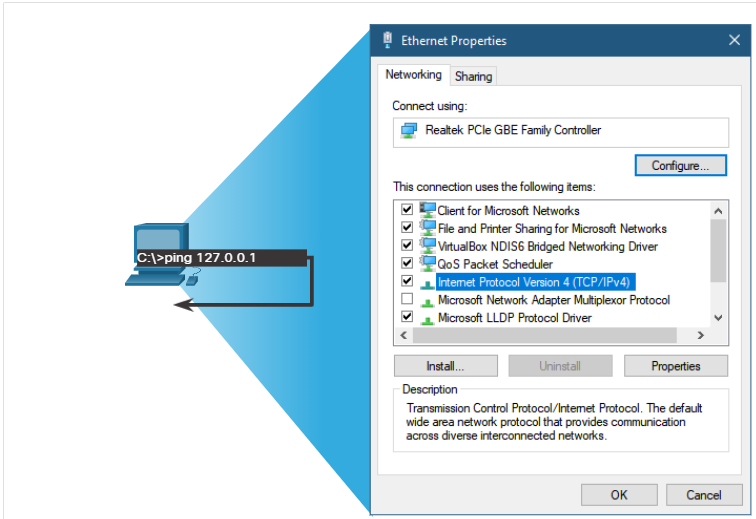 Ethernet Properties
Networking
Sharing
Connect using:
Realtek PCIe GBE Family Controller
Configure...
This connection uses the following items:
Client for Microsoft Networks
File and Printer Sharing for Microsoft Networks
VirtualBox NDIS6 Bridged Networking Driver
QoS Packet Scheduler
Internet Protocol Version 4 (TCP/IPv4)
Microsoft Network Adapter Multiplexor Protocol
Microsoft LLDP Protocol Driver
Install...
Uninstall
Properties
Description
Transmission Control Protocol/Internet Protocol. The default
wide area network protocol that provides communication
across diverse interconnected networks.
OK
Cancel
C:\>ping 127.0.0.1